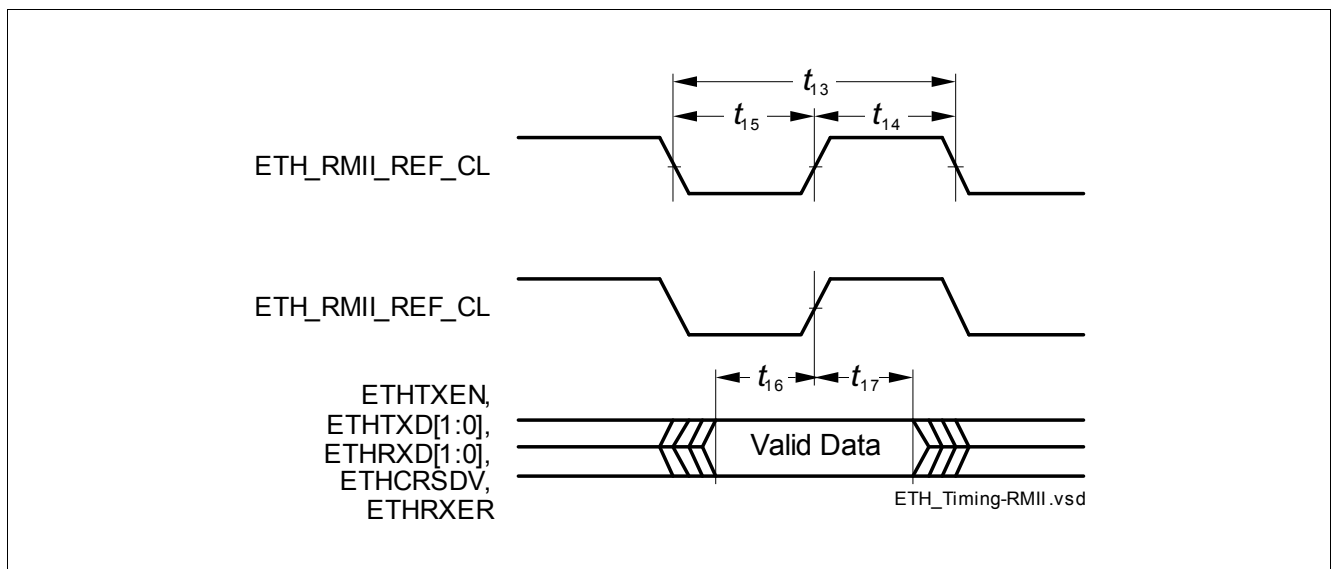 t13
t15
t14
ETH_RMII_REF_CL
ETH_RMII_REF_CL
t16
t17
ETHTXEN,
ETHTXD[1:0],
ETHRXD[1:0],
ETHCRSDV,
ETHRXER
Valid Data
ETH_Timing-RMII.vsd